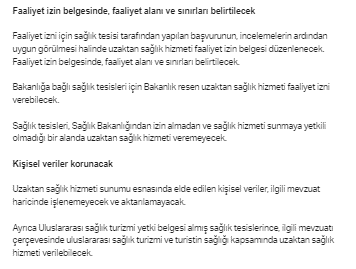 Faaliyet izin belgesinde, faaliyet alanı ve sınırları belirtilecek
Faaliyet izni için sağlık tesisi tarafından yapılan başvurunun, incelemelerin ardından
uygun görülmesi halinde uzaktan sağlık hizmeti faaliyet izin belgesi düzenlenecek.
Faaliyet izin belgesinde, faaliyet alanı ve sınırları belirtilecek.
Bakanlığa bağlı sağlık tesisleri için Bakanlık resen uzaktan sağlık hizmeti faaliyet izni
verebilecek.
Sağlık tesisleri, Sağlık Bakanlığından izin almadan ve sağlık hizmeti sunmaya yetkili
olmadığı bir alanda uzaktan sağlık hizmeti veremeyecek.
Kişisel veriler korunacak
Uzaktan sağlık hizmeti sunumu esnasında elde edilen kişisel veriler, ilgili mevzuat
haricinde işlenemeyecek ve aktarılamayacak.
Ayrıca Uluslararası sağlık turizmi yetki belgesi almış sağlık tesislerince, ilgili mevzuatı
çerçevesinde uluslararası sağlık turizmi ve turistin sağlığı kapsamında uzaktan sağlık
hizmeti verilebilecek.